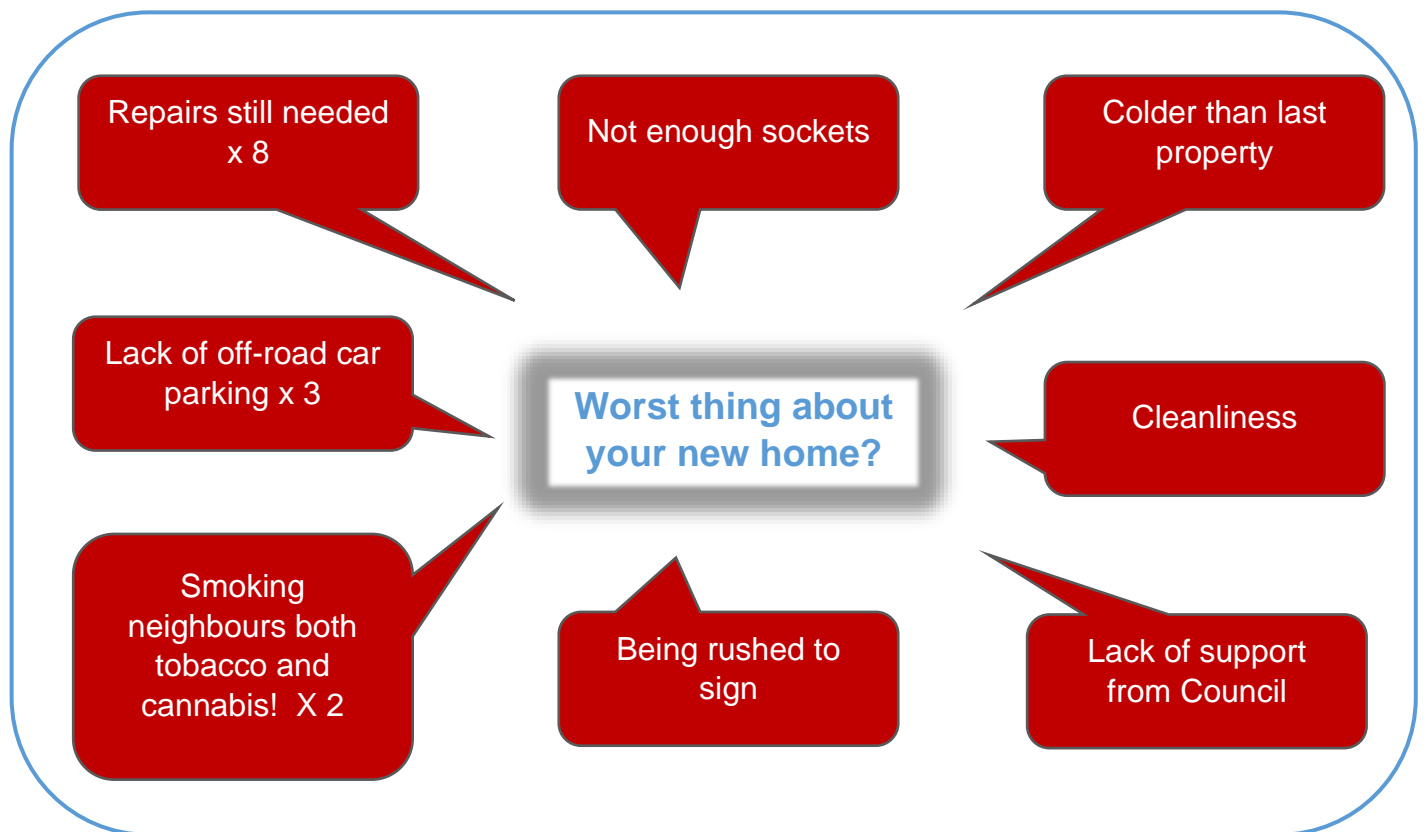 Repairs still needed
x 8
Not enough sockets
Colder than last
property
Lack of off-road car
parking x 3
Worst thing about
your new home?
Cleanliness
Smoking
neighbours both
tobacco and
cannabis!  X 2
Being rushed to
sign
Lack of support
from Council